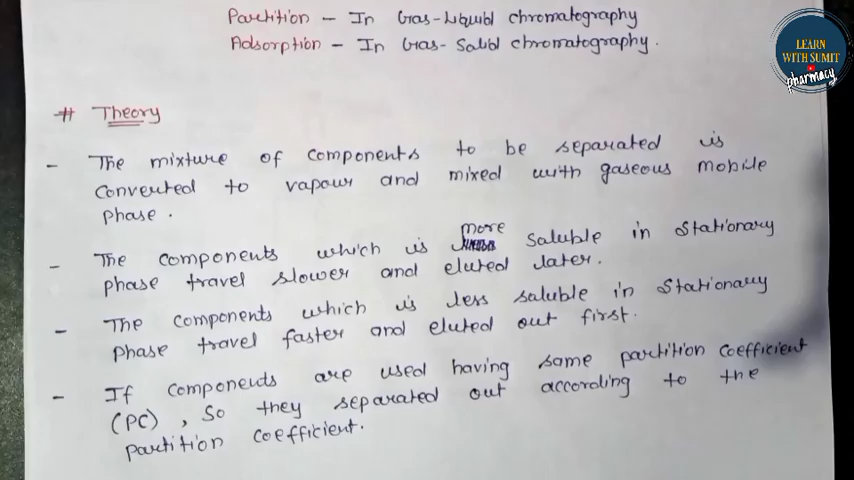 Partition - In Gas-Liquid chromatography
Adsorption - In Gas-Solid chromatography.
LEARN
WITH SUMIT
pharmacy
# Theory
- The mixture of components to be separated is
converted to vapour and mixed with gaseous mobile
phase.
more
- The components which is saluble in stationary
phase travel slower and eluted later.
- The components which is less saluble in stationary
phase travel faster and eluted out first.
- If components are used having same partition coefficient
(PC), so they separated out according to the
partition coefficient.